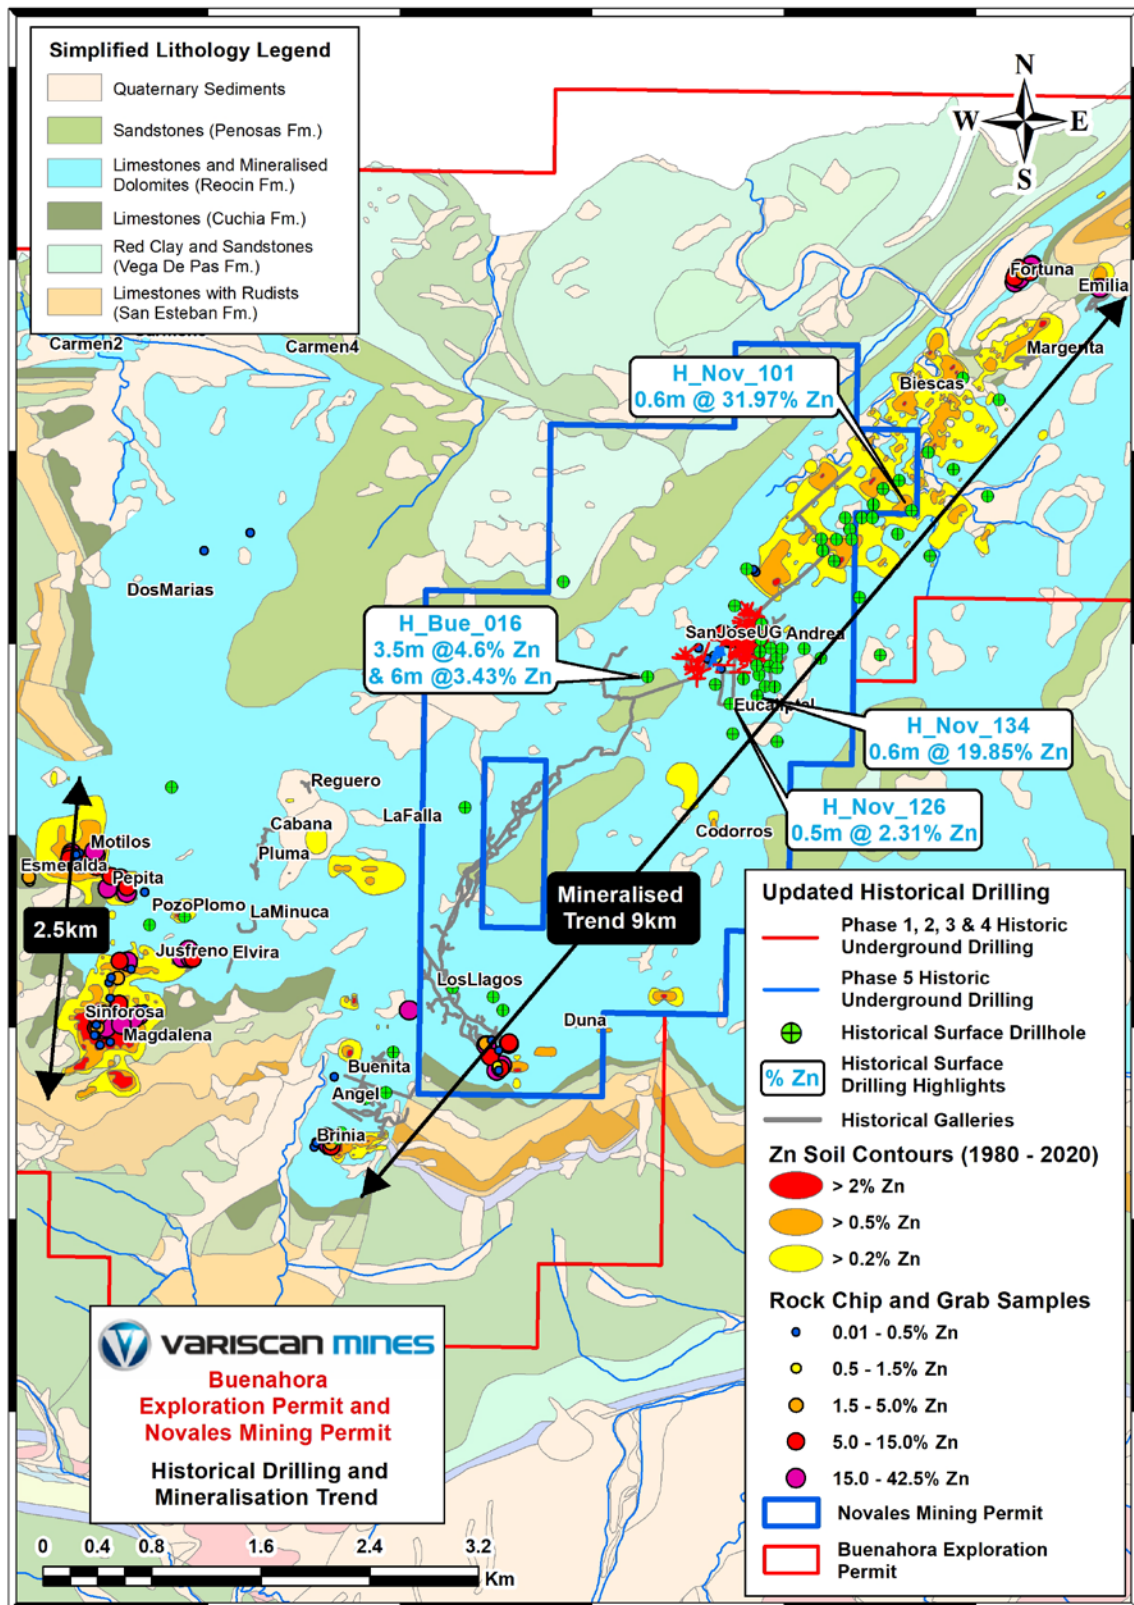 Simplified Lithology Legend
Quaternary Sediments
Sandstones (Penosas Fm.)
Limestones and Mineralised
Dolomites (Reocin Fm.)
Limestones (Cuchia Fm.)
Red Clay and Sandstones
(Vega De Pas Fm.)
Limestones with Rudists
(San Esteban Fm.)
N
W E
S
Carmen2
Carmen4
Fortuna
Emilia
Margerita
Biescas
H_Nov_101
0.6m @ 31.97% Zn
DosMarias
H_Bue_016
3.5m @4.6% Zn
& 6m @3.43% Zn
SanJoseUG Andrea
Eucaliptal
H_Nov_134
0.6m @ 19.85% Zn
H_Nov_126
0.5m @ 2.31% Zn
Reguero
LaFalla
Cabana
Pluma
Codorros
Motilos
Esmeralda
Pepita
PozoPlomo
LaMinuca
2.5km
Mineralised
Trend 9km
Jusfreno Elvira
LosLlagos
Sinforosa
Magdalena
Duna
Buenita
Angel
Brinia
Updated Historical Drilling
Phase 1, 2, 3 & 4 Historic
Underground Drilling
Phase 5 Historic
Underground Drilling
Historical Surface Drillhole
% Zn
Historical Surface
Drilling Highlights
Historical Galleries
Zn Soil Contours (1980 - 2020)
> 2% Zn
> 0.5% Zn
> 0.2% Zn
Rock Chip and Grab Samples
0.01 - 0.5% Zn
0.5 - 1.5% Zn
1.5 - 5.0% Zn
5.0 - 15.0% Zn
15.0 - 42.5% Zn
Novales Mining Permit
Buenahora Exploration
Permit
VARISCAN MINES
Buenahora
Exploration Permit and
Novales Mining Permit
Historical Drilling and
Mineralisation Trend
0 0.4 0.8 1.6 2.4 3.2
Km